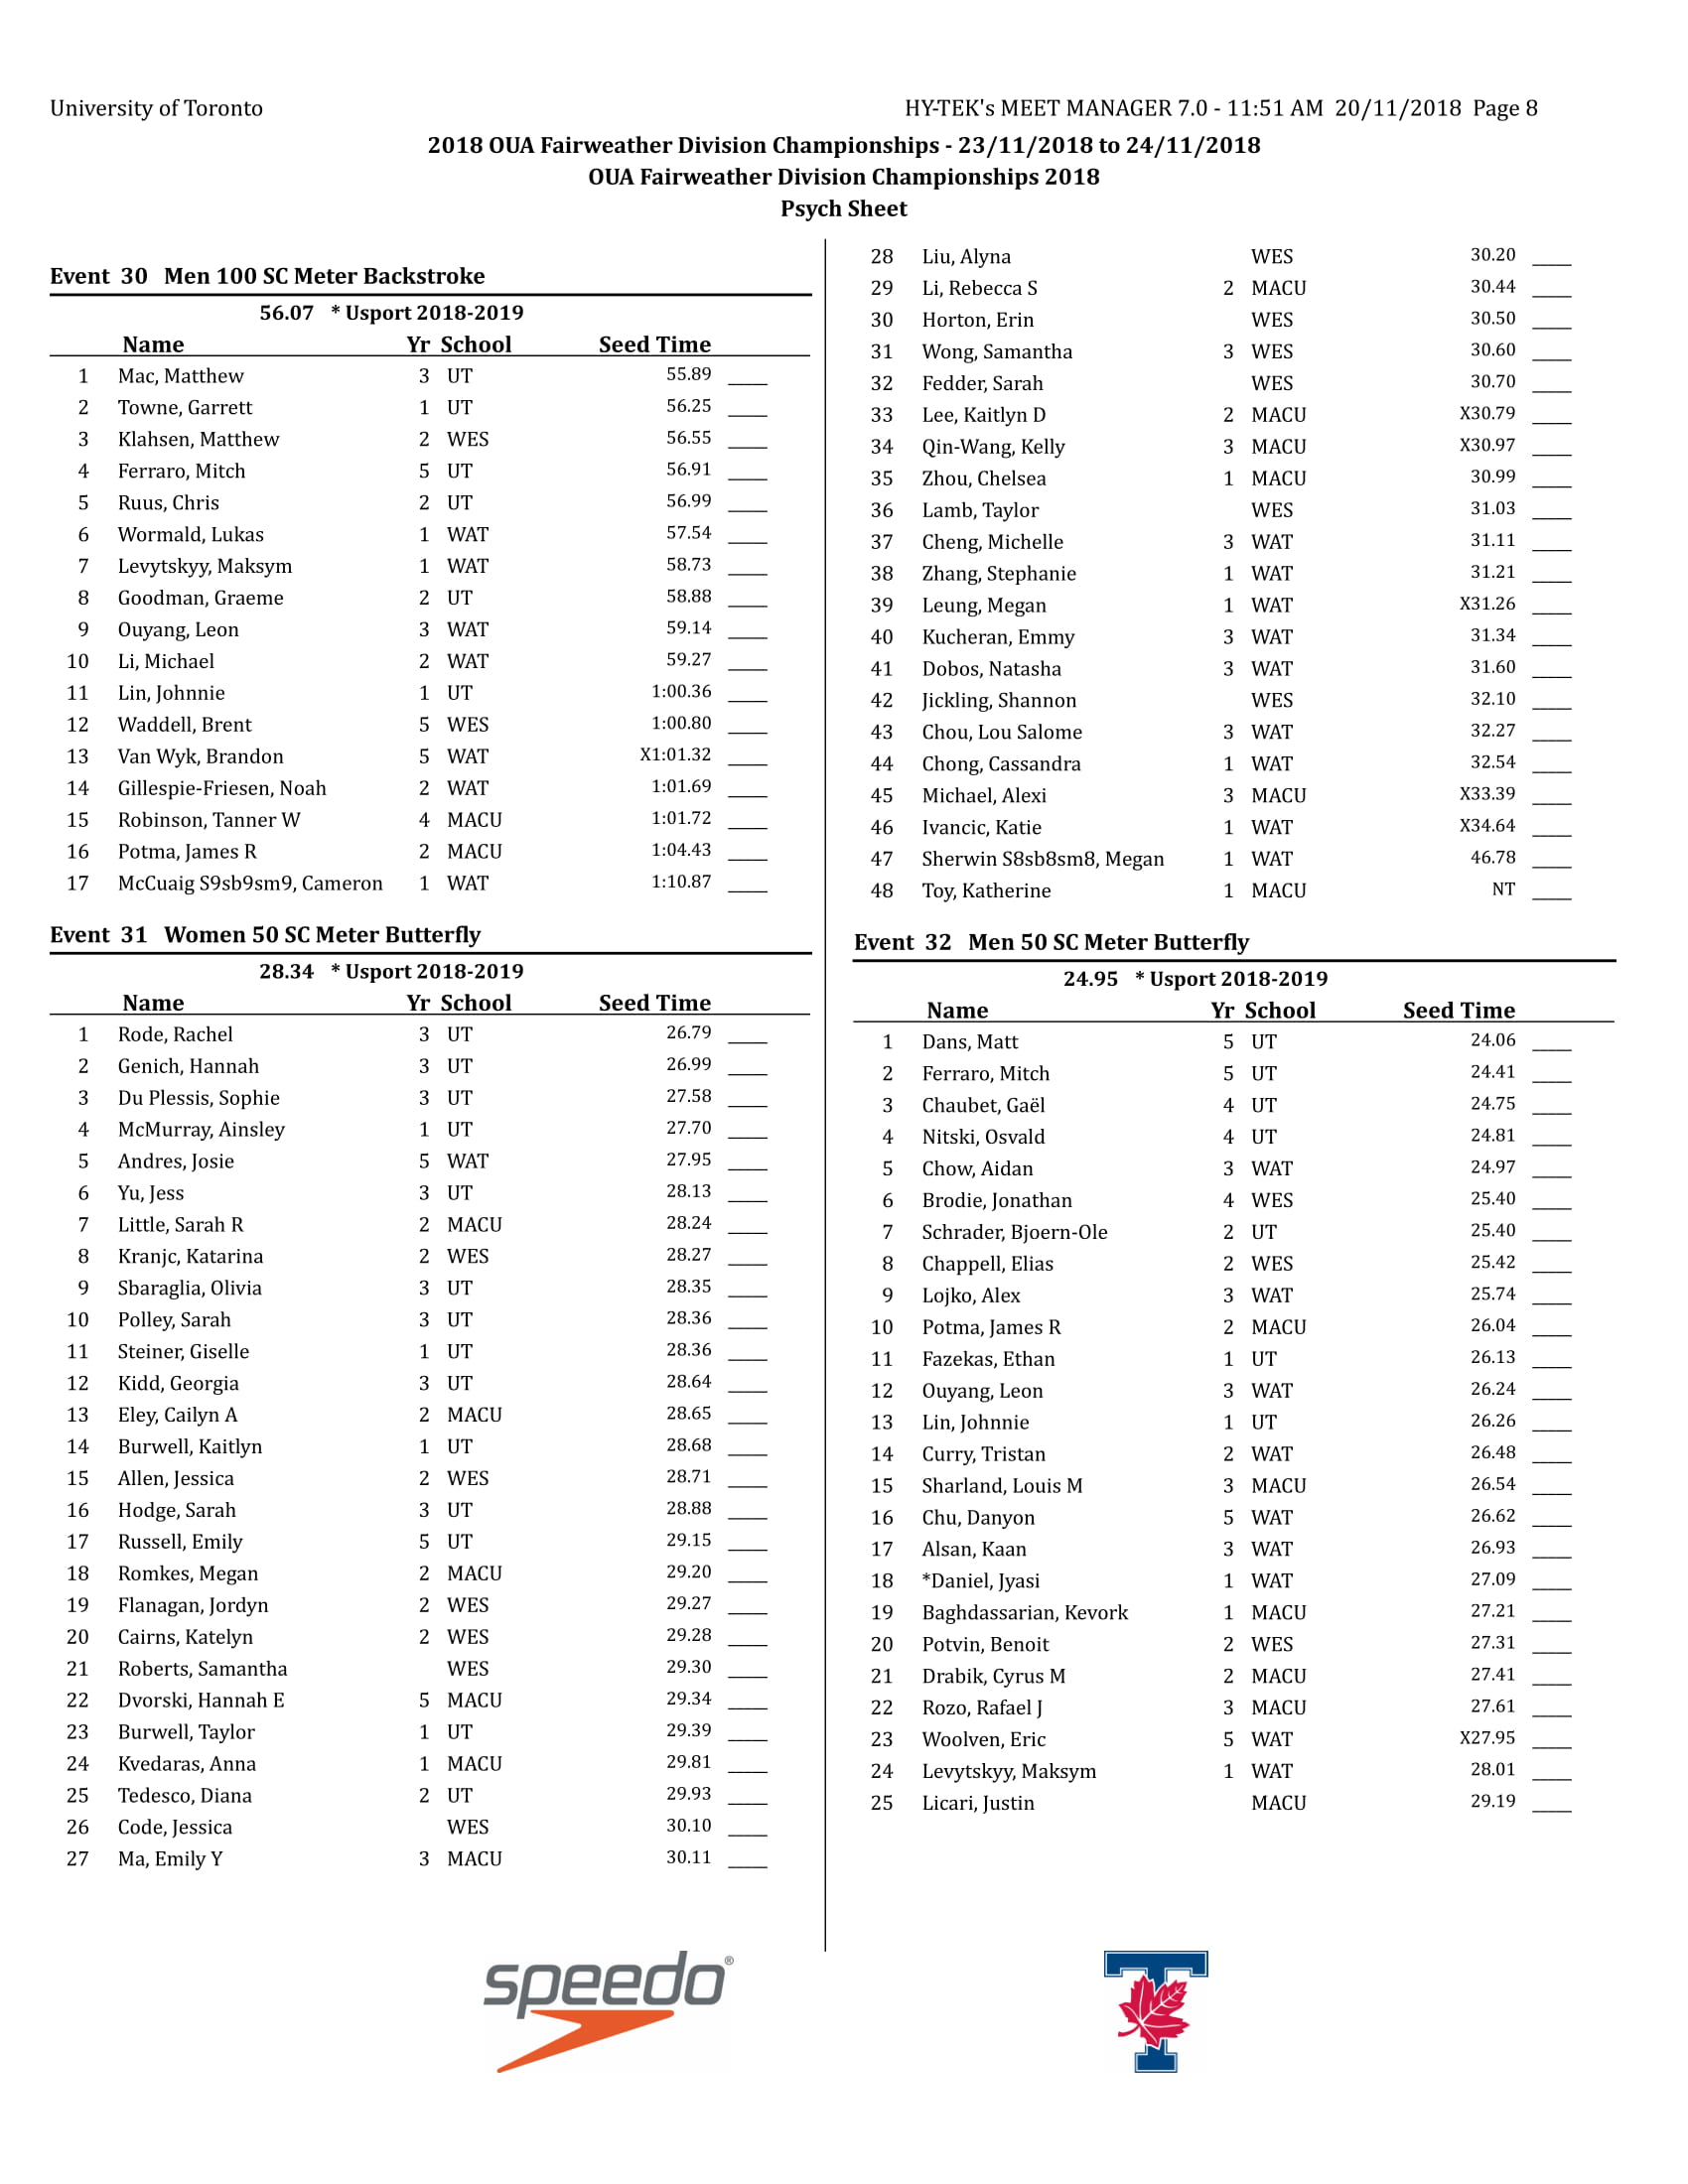 University of Toronto
HY-TEK's MEET MANAGER 7.0 - 11:51 AM 20/11/2018 Page 8
2018 OUA Fairweather Division Championships - 23/11/2018 to 24/11/2018
OUA Fairweather Division Championships 2018
Psych Sheet
Event 30 Men 100 SC Meter Backstroke
56.07 * Usport 2018-2019
Name Yr School Seed Time
1 Mac, Matthew 3 UT 55.89 ____
2 Towne, Garrett 1 UT 56.25 ____
3 Klahsen, Matthew 2 WES 56.55 ____
4 Ferraro, Mitch 5 UT 56.91 ____
5 Ruus, Chris 2 UT 56.99 ____
6 Wormald, Lukas 1 WAT 57.54 ____
7 Levytskyy, Maksym 1 WAT 58.73 ____
8 Goodman, Graeme 2 UT 58.88 ____
9 Ouyang, Leon 3 WAT 59.14 ____
10 Li, Michael 2 WAT 59.27 ____
11 Lin, Johnnie 1 UT 1:00.36 ____
12 Waddell, Brent 5 WES 1:00.80 ____
13 Van Wyk, Brandon 5 WAT X1:01.32 ____
14 Gillespie-Friesen, Noah 2 WAT 1:01.69 ____
15 Robinson, Tanner W 4 MACU 1:01.72 ____
16 Potma, James R 2 MACU 1:04.43 ____
17 McCuaig S9sb9sm9, Cameron 1 WAT 1:10.87 ____
Event 31 Women 50 SC Meter Butterfly
28.34 * Usport 2018-2019
Name Yr School Seed Time
1 Rode, Rachel 3 UT 26.79 ____
2 Genich, Hannah 3 UT 26.99 ____
3 Du Plessis, Sophie 3 UT 27.58 ____
4 McMurray, Ainsley 1 UT 27.70 ____
5 Andres, Josie 5 WAT 27.95 ____
6 Yu, Jess 3 UT 28.13 ____
7 Little, Sarah R 2 MACU 28.24 ____
8 Kranjc, Katarina 2 WES 28.27 ____
9 Sbaraglia, Olivia 3 UT 28.35 ____
10 Polley, Sarah 3 UT 28.36 ____
11 Steiner, Giselle 1 UT 28.36 ____
12 Kidd, Georgia 3 UT 28.64 ____
13 Eley, Cailyn A 2 MACU 28.65 ____
14 Burwell, Kaitlyn 1 UT 28.68 ____
15 Allen, Jessica 2 WES 28.71 ____
16 Hodge, Sarah 3 UT 28.88 ____
17 Russell, Emily 5 UT 29.15 ____
18 Romkes, Megan 2 MACU 29.20 ____
19 Flanagan, Jordyn 2 WES 29.27 ____
20 Cairns, Katelyn 2 WES 29.28 ____
21 Roberts, Samantha WES 29.30 ____
22 Dvorski, Hannah E 5 MACU 29.34 ____
23 Burwell, Taylor 1 UT 29.39 ____
24 Kvedaras, Anna 1 MACU 29.81 ____
25 Tedesco, Diana 2 UT 29.93 ____
26 Code, Jessica WES 30.10 ____
27 Ma, Emily Y 3 MACU 30.11 ____
28 Liu, Alyna WES 30.20 ____
29 Li, Rebecca S 2 MACU 30.44 ____
30 Horton, Erin WES 30.50 ____
31 Wong, Samantha 3 WES 30.60 ____
32 Fedder, Sarah WES 30.70 ____
33 Lee, Kaitlyn D 2 MACU X30.79 ____
34 Qin-Wang, Kelly 3 MACU X30.97 ____
35 Zhou, Chelsea 1 MACU 30.99 ____
36 Lamb, Taylor WES 31.03 ____
37 Cheng, Michelle 3 WAT 31.11 ____
38 Zhang, Stephanie 1 WAT 31.21 ____
39 Leung, Megan 1 WAT X31.26 ____
40 Kucheran, Emmy 3 WAT 31.34 ____
41 Dobos, Natasha 3 WAT 31.60 ____
42 Jickling, Shannon WES 32.10 ____
43 Chou, Lou Salome 3 WAT 32.27 ____
44 Chong, Cassandra 1 WAT 32.54 ____
45 Michael, Alexi 3 MACU X33.39 ____
46 Ivancic, Katie 1 WAT X34.64 ____
47 Sherwin S8sb8sm8, Megan 1 WAT 46.78 ____
48 Toy, Katherine 1 MACU NT ____
Event 32 Men 50 SC Meter Butterfly
24.95 * Usport 2018-2019
Name Yr School Seed Time
1 Dans, Matt 5 UT 24.06 ____
2 Ferraro, Mitch 5 UT 24.41 ____
3 Chaubet, Gaël 4 UT 24.75 ____
4 Nitski, Osvald 4 UT 24.81 ____
5 Chow, Aidan 3 WAT 24.97 ____
6 Brodie, Jonathan 4 WES 25.40 ____
7 Schrader, Bjoern-Ole 2 UT 25.40 ____
8 Chappell, Elias 2 WES 25.42 ____
9 Lojko, Alex 3 WAT 25.74 ____
10 Potma, James R 2 MACU 26.04 ____
11 Fazekas, Ethan 1 UT 26.13 ____
12 Ouyang, Leon 3 WAT 26.24 ____
13 Lin, Johnnie 1 UT 26.26 ____
14 Curry, Tristan 2 WAT 26.48 ____
15 Sharland, Louis M 3 MACU 26.54 ____
16 Chu, Danyon 5 WAT 26.62 ____
17 Alsan, Kaan 3 WAT 26.93 ____
18 *Daniel, Jyasi 1 WAT 27.09 ____
19 Baghdassarian, Kevork 1 MACU 27.21 ____
20 Potvin, Benoit 2 WES 27.31 ____
21 Drabik, Cyrus M 2 MACU 27.41 ____
22 Rozo, Rafael J 3 MACU 27.61 ____
23 Woolven, Eric 5 WAT X27.95 ____
24 Levytskyy, Maksym 1 WAT 28.01 ____
25 Licari, Justin MACU 29.19 ____
speedo®
T